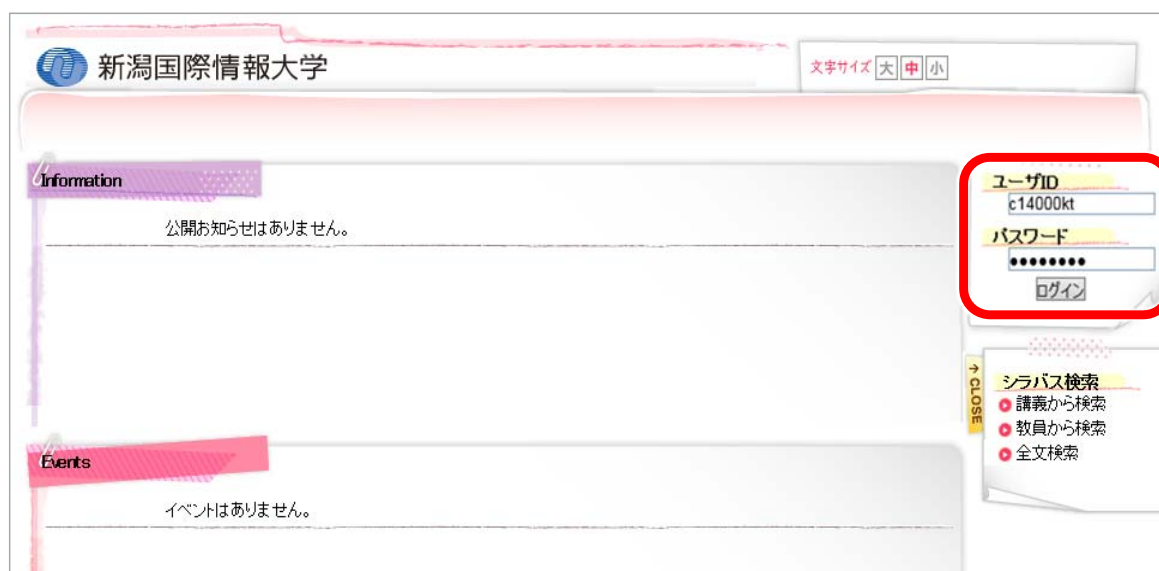 新潟国際情報大学
文字サイズ 大 中 小
Information
公開お知らせはありません。
ユーザID
c14000kt
パスワード
●●●●●●●●
ログイン
→ CLOSE
シラバス検索
講義から検索
教員から検索
全文検索
Events
イベントはありません。